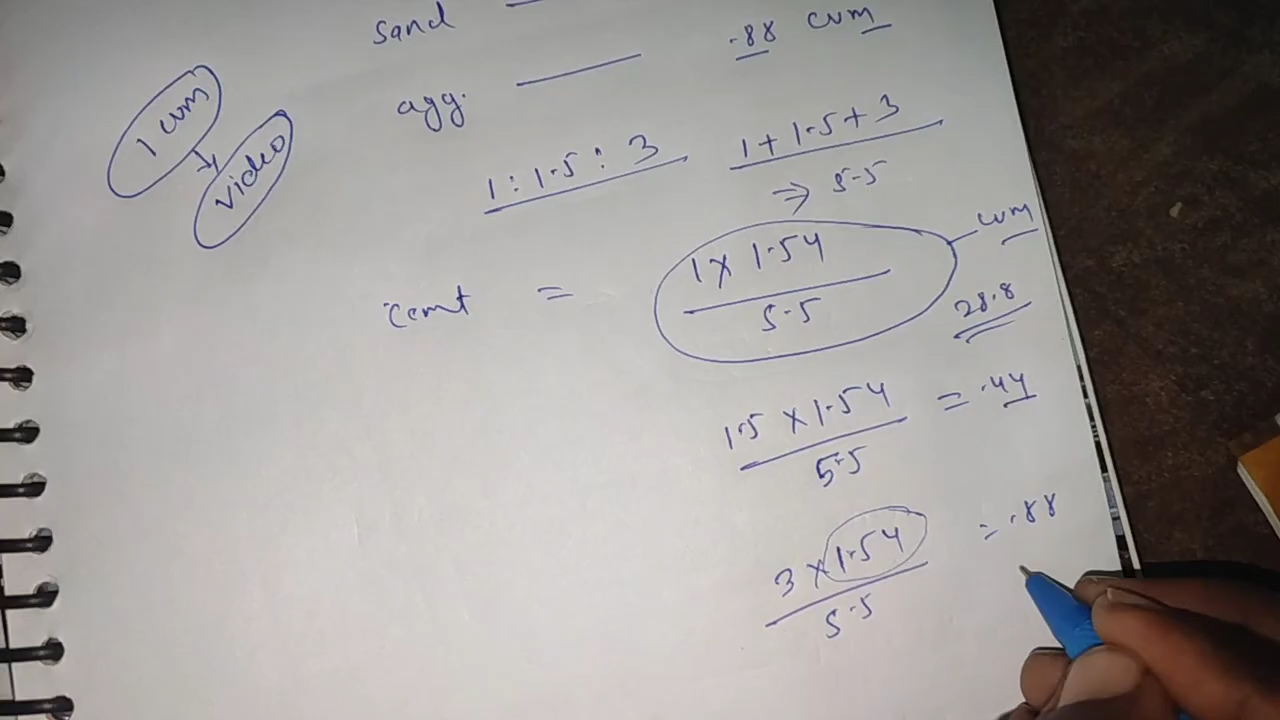 sand
agg. .88 cum
1 cum
video
1 : 1.5 : 3 1 + 1.5 + 3
⇒ 5.5
cemt = 1 x 1.54 cum
5.5
28.8
1.5 x 1.54 = .44
5.5
3 x 1.54 = .88
5.5